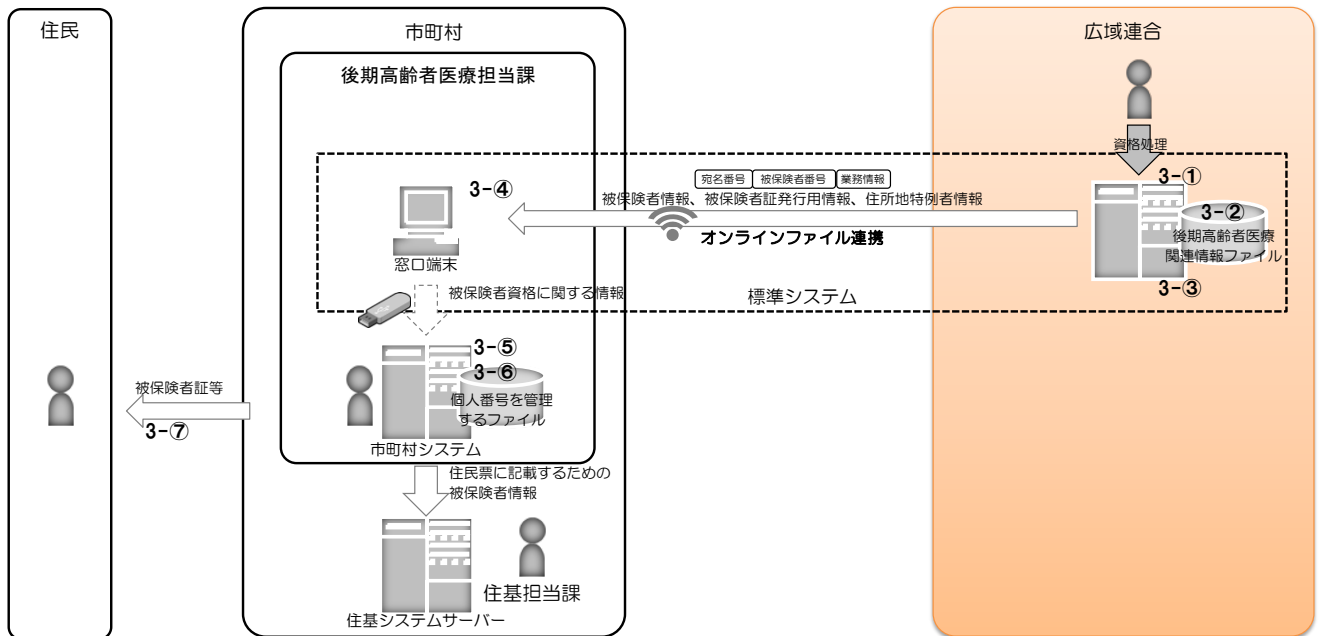 住民
市町村
広域連合
後期高齢者医療担当課
資格処理
宛名番号 被保険者番号 業務情報
3-①
3-④
被保険者情報、被保険者証発行用情報、住所地特例者情報
3-②
オンラインファイル連携
後期高齢者医療
関連情報ファイル
窓口端末
3-③
被保険者資格に関する情報
標準システム
3-⑤
3-⑥
被保険者証等
個人番号を管理
するファイル
3-⑦
市町村システム
住民票に記載するための
被保険者情報
住基担当課
住基システムサーバー